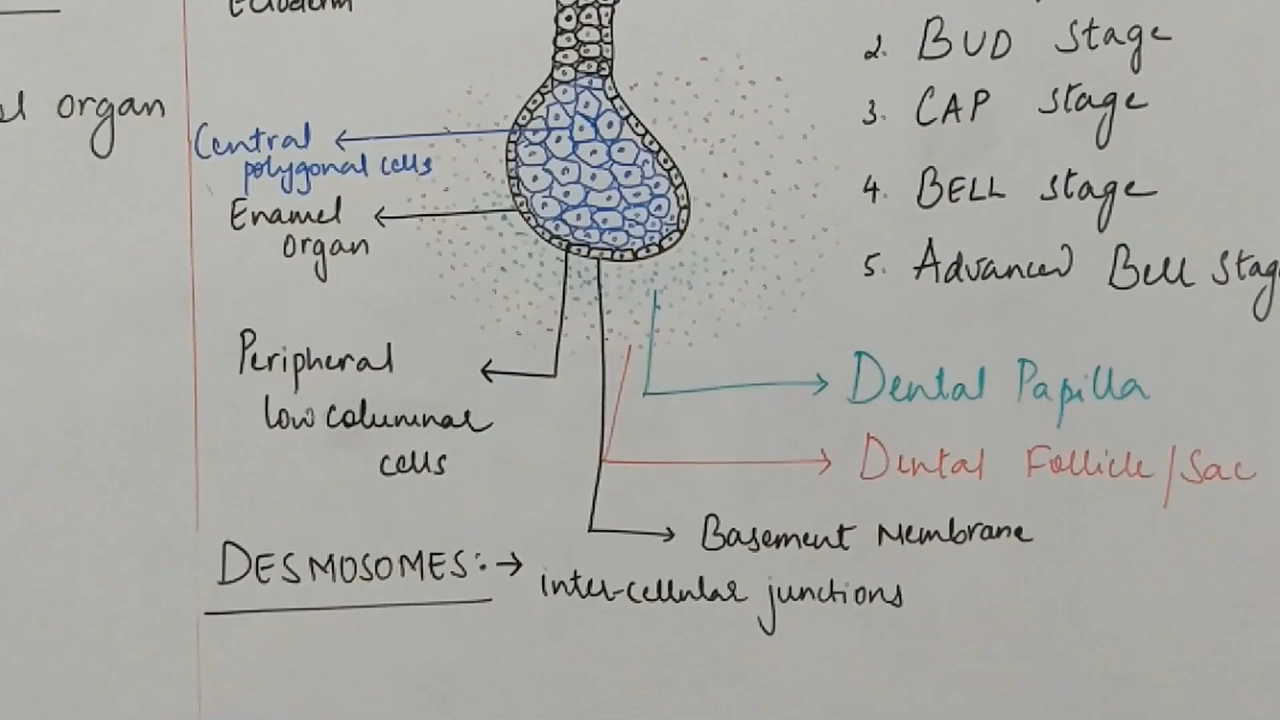 Ectoderm
organ
Central
polygonal cells
Enamel
organ
Peripheral
low columnar
cells
DESMOSOMES:→
inter-cellular junctions
2. BUD Stage
3. CAP Stage
4. BELL Stage
5. Advanced Bell Stag
Dental Papilla
Dental Follicle/Sac
Basement Membrane